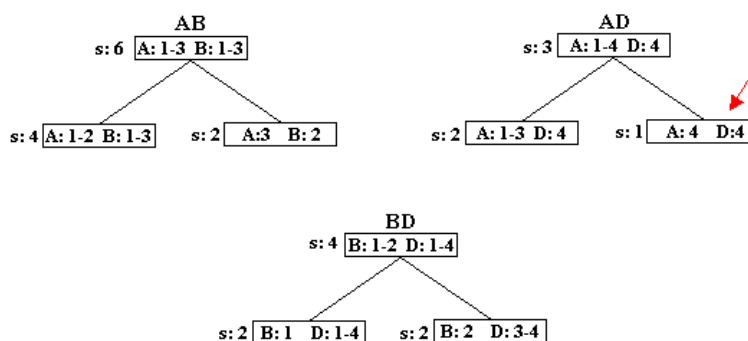 AB
s: 6 A: 1-3 B: 1-3
s: 4 A: 1-2 B: 1-3
s: 2 A:3 B: 2
AD
s: 3 A: 1-4 D: 4
s: 2 A: 1-3 D: 4
s: 1 A: 4 D:4
BD
s: 4 B: 1-2 D: 1-4
s: 2 B: 1 D: 1-4
s: 2 B: 2 D: 3-4